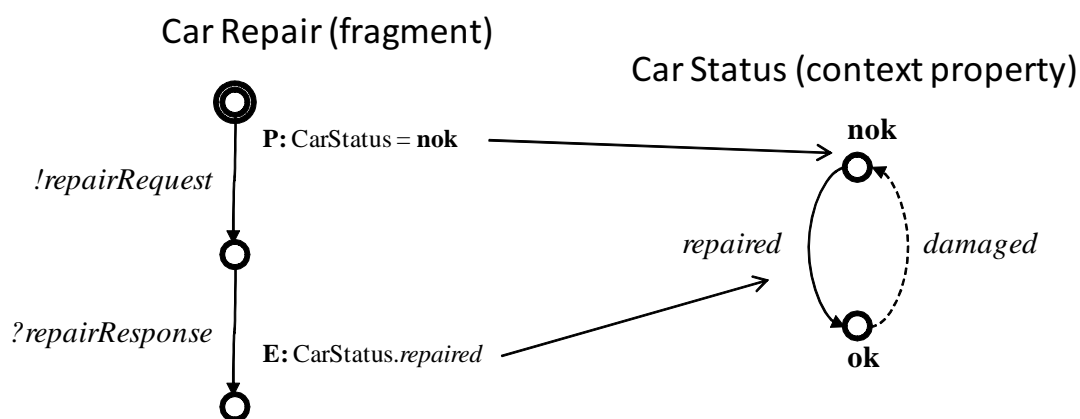 Car Repair (fragment)
Car Status (context property)
P: CarStatus = nok
nok
!repairRequest
repaired
damaged
?repairResponse
E: CarStatus.repaired
ok